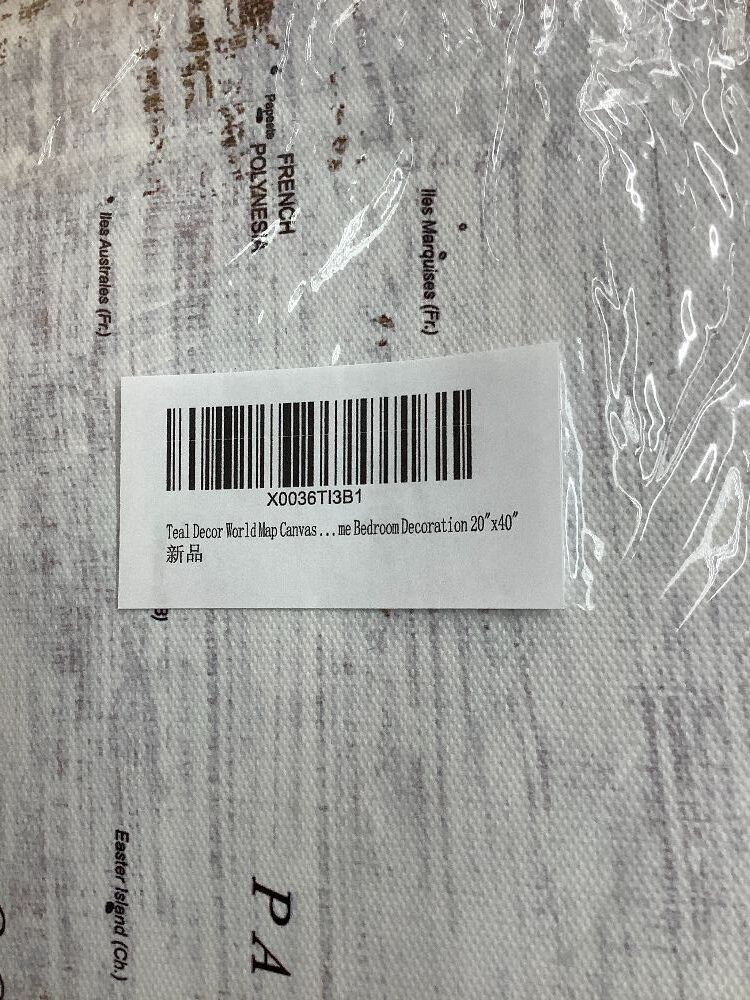 Papeete
FRENCH
POLYNESIA
Iles Marquises (Fr.)
Iles Australes (Fr.)
X0036TI3B1
Teal Decor World Map Canvas ... me Bedroom Decoration 20"x40"
新品
Easter Island (Ch.)
P A